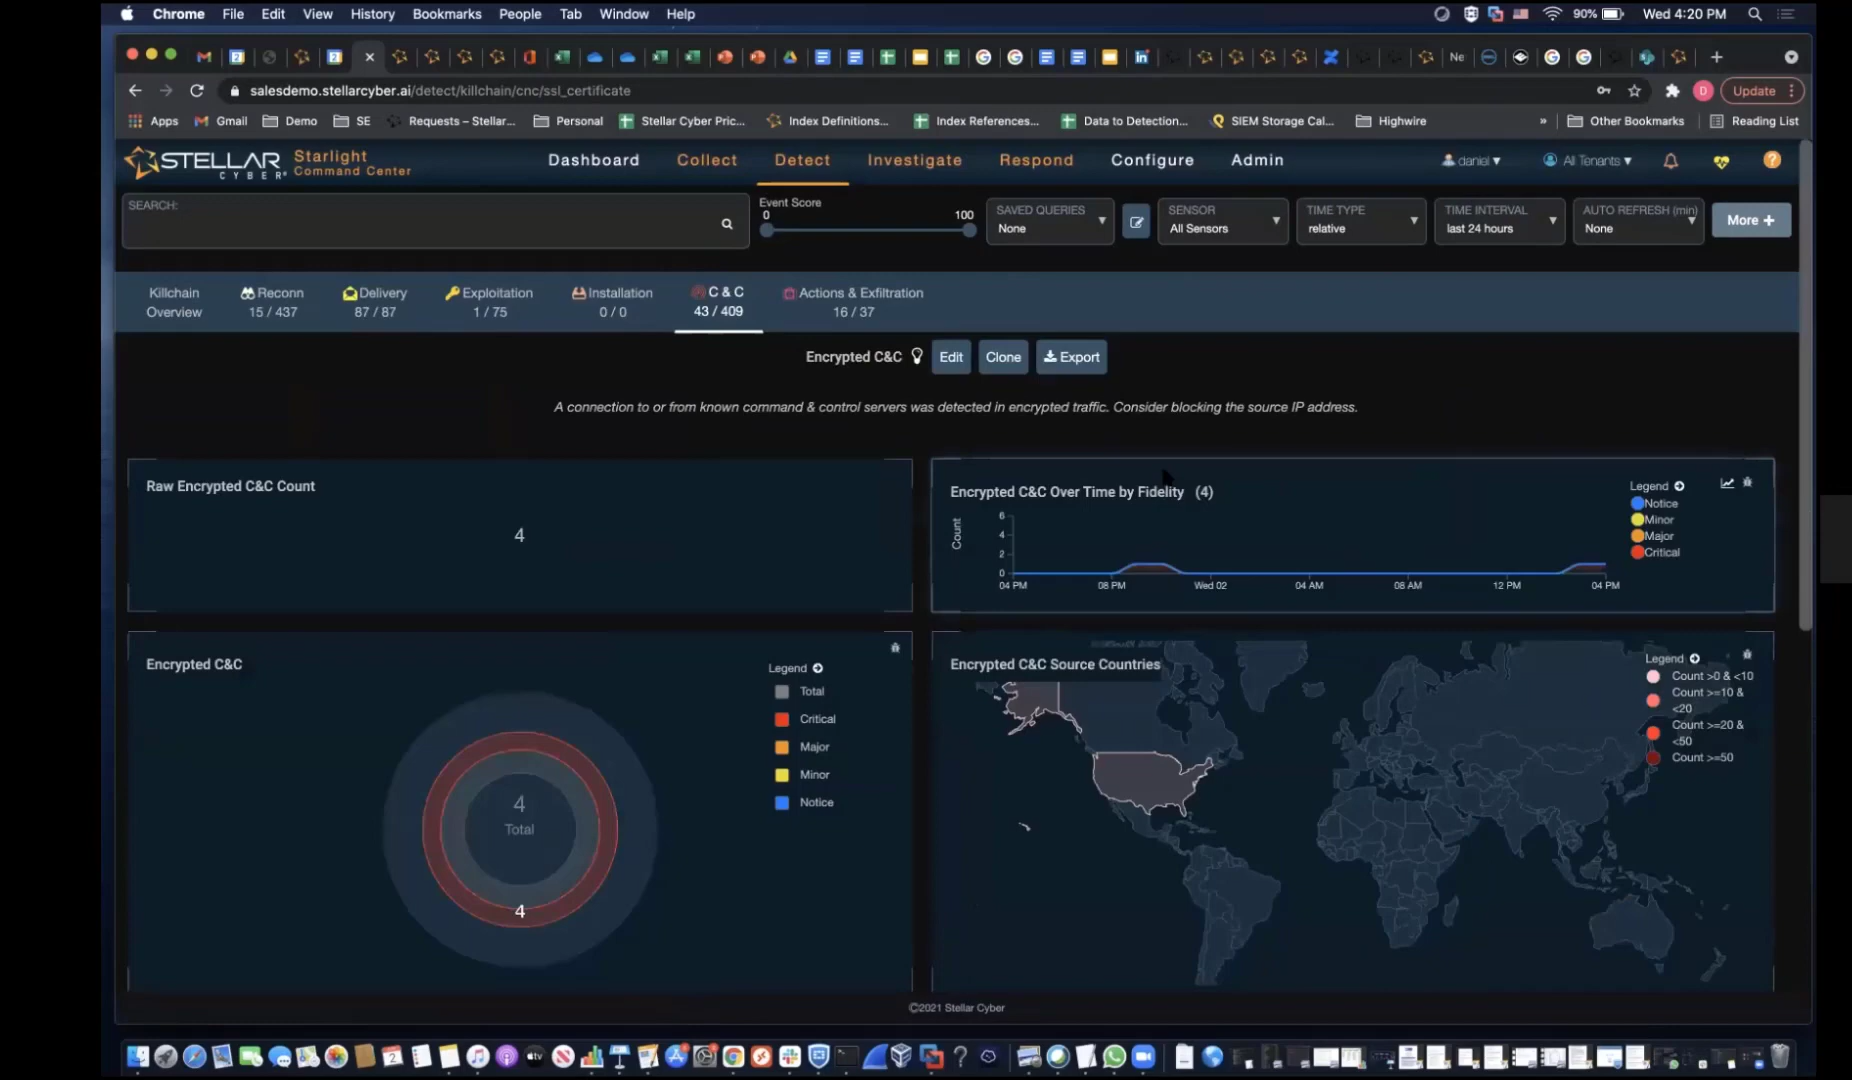 Chrome File Edit View History Bookmarks People Tab Window Help
90% Wed 4:20 PM
Ne
salesdemo.stellarcyber.ai/detect/killchain/cnc/ssl_certificate
D Update
Apps Gmail Demo SE Requests – Stellar... Personal Stellar Cyber Pric... Index Definitions... Index References... Data to Detection... SIEM Storage Cal... Highwire » Other Bookmarks Reading List
STELLAR CYBER® Starlight Command Center
Dashboard Collect Detect Investigate Respond Configure Admin
daniel All Tenants
SEARCH:
Event Score
0 100
SAVED QUERIES
None
SENSOR
All Sensors
TIME TYPE
relative
TIME INTERVAL
last 24 hours
AUTO REFRESH (min)
None
More +
Killchain Overview
Reconn
15 / 437
Delivery
87 / 87
Exploitation
1 / 75
Installation
0 / 0
C & C
43 / 409
Actions & Exfiltration
16 / 37
Encrypted C&C Edit Clone Export
A connection to or from known command & control servers was detected in encrypted traffic. Consider blocking the source IP address.
Raw Encrypted C&C Count
4
Encrypted C&C Over Time by Fidelity (4)
Count
6
4
2
0
04 PM 08 PM Wed 02 04 AM 08 AM 12 PM 04 PM
Legend
Notice
Minor
Major
Critical
Encrypted C&C
Legend
Total
Critical
Major
Minor
Notice
4
Total
4
Encrypted C&C Source Countries
Legend
Count >0 & <10
Count >=10 &
<20
Count >=20 &
<50
Count >=50
©2021 Stellar Cyber